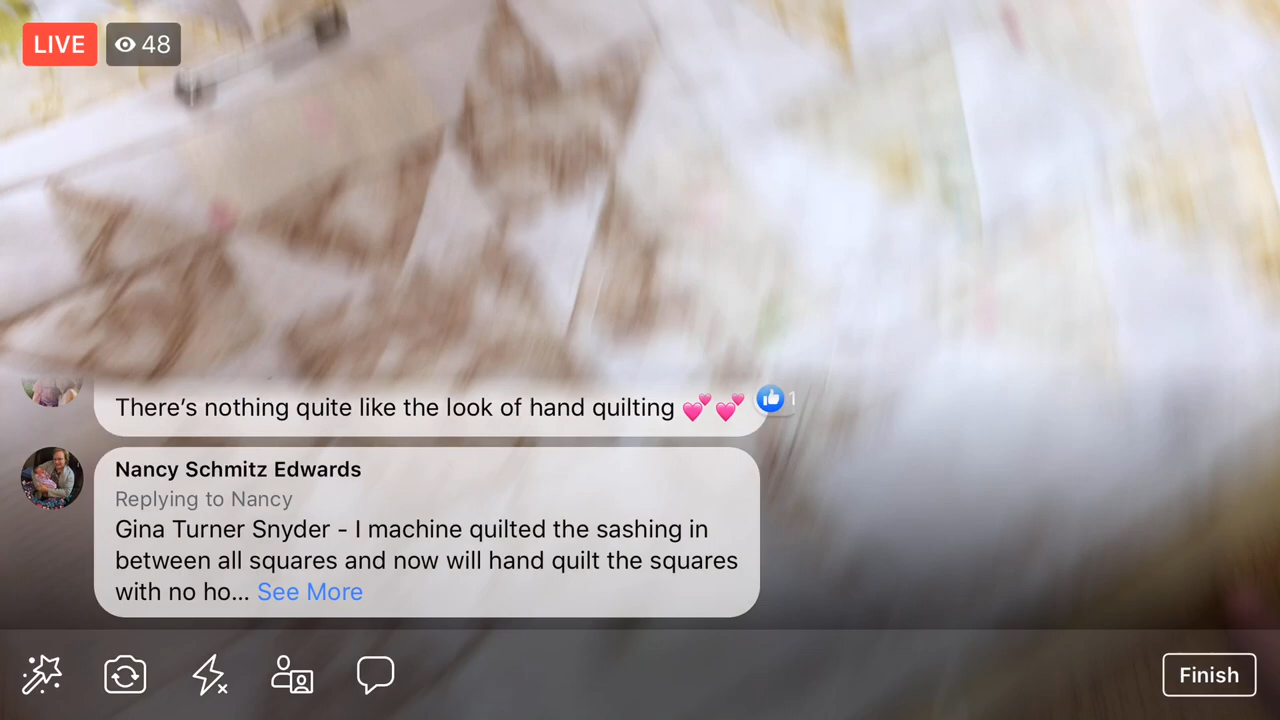 LIVE 48
There’s nothing quite like the look of hand quilting 💕💕 1
Nancy Schmitz Edwards
Replying to Nancy
Gina Turner Snyder - I machine quilted the sashing in
between all squares and now will hand quilt the squares
with no ho... See More
Finish